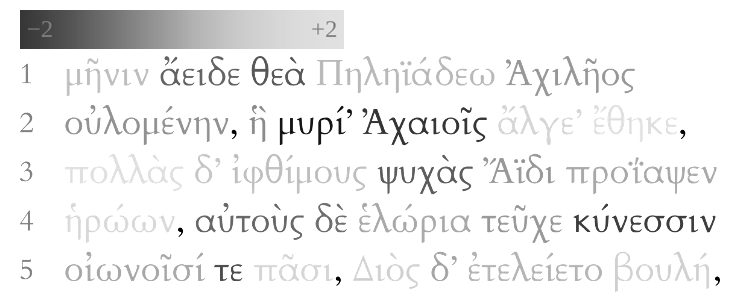 −2 +2
1 μῆνιν ἄειδε θεὰ Πηληϊάδεω Ἀχιλῆος
2 οὐλομένην, ἣ μυρί’ Ἀχαιοῖς ἄλγε’ ἔθηκε,
3 πολλὰς δ’ ἰφθίμους ψυχὰς Ἄϊδι προΐαψεν
4 ἡρώων, αὐτοὺς δὲ ἑλώρια τεῦχε κύνεσσιν
5 οἰωνοῖσί τε πᾶσι, Διὸς δ’ ἐτελείετο βουλή,